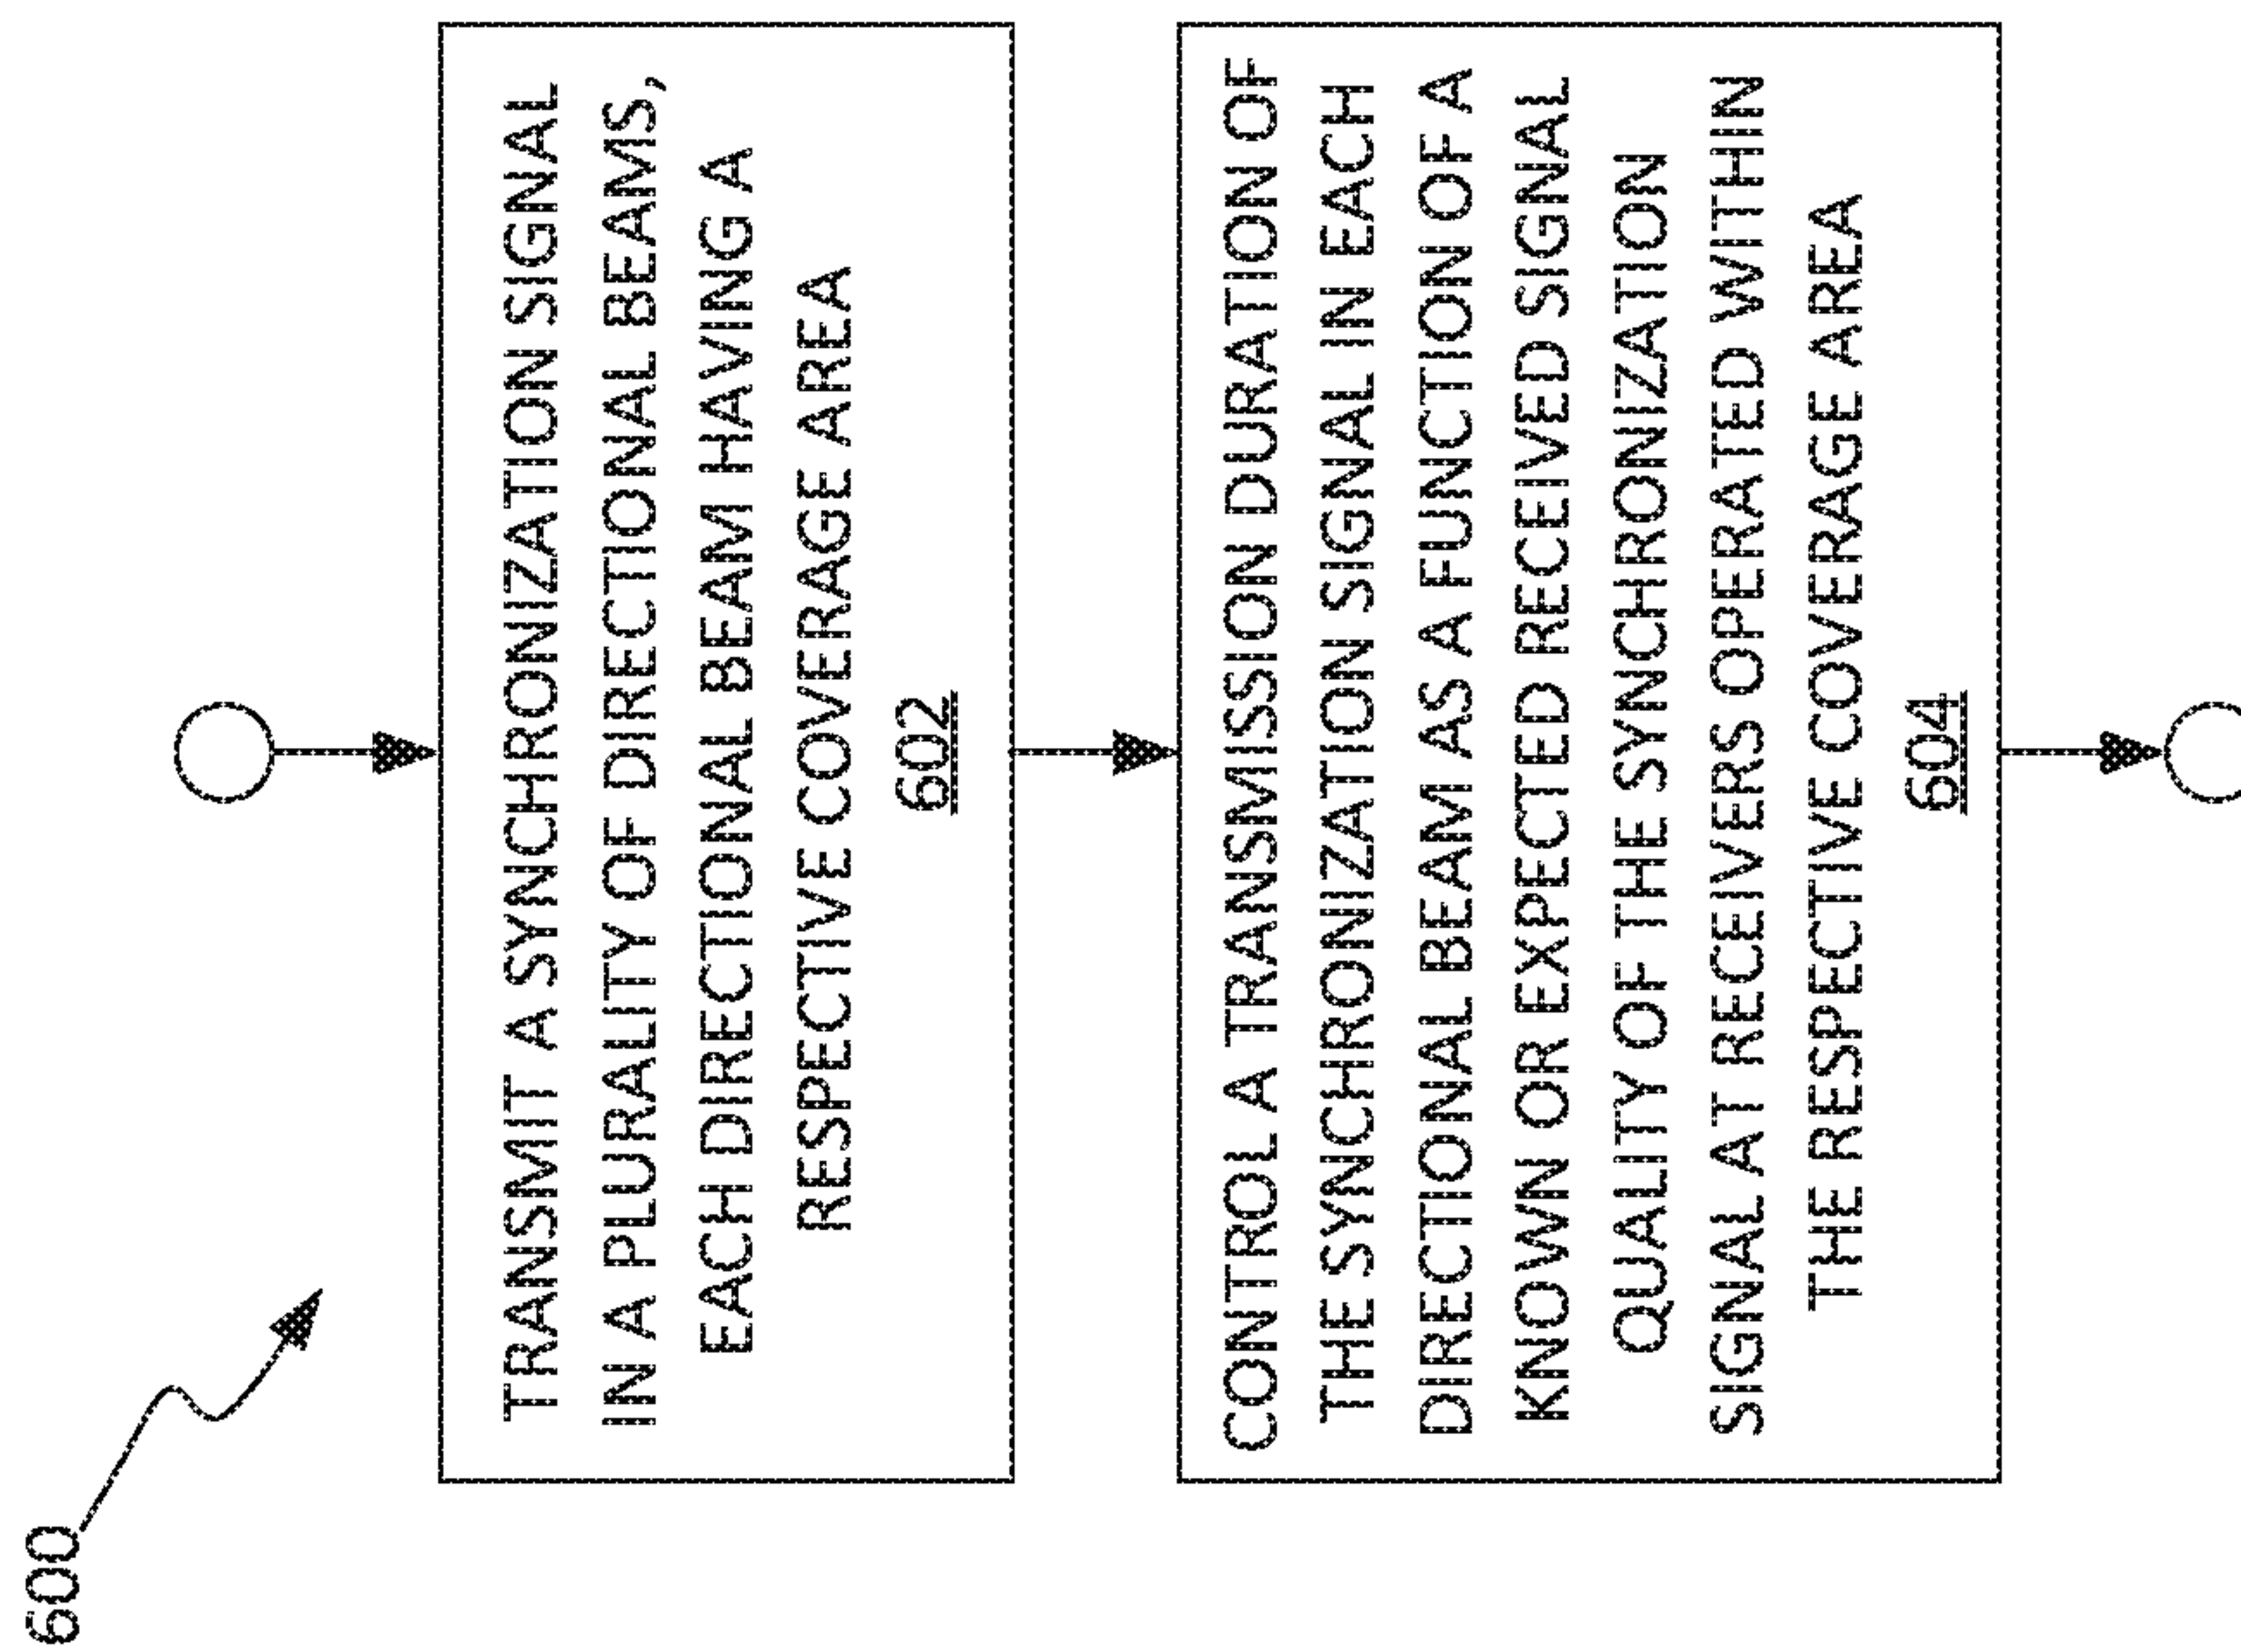 600
TRANSMIT A SYNCHRONIZATION SIGNAL
IN A PLURALITY OF DIRECTIONAL BEAMS,
EACH DIRECTIONAL BEAM HAVING A
RESPECTIVE COVERAGE AREA
602
CONTROL A TRANSMISSION DURATION OF
THE SYNCHRONIZATION SIGNAL IN EACH
DIRECTIONAL BEAM AS A FUNCTION OF A
KNOWN OR EXPECTED RECEIVED SIGNAL
QUALITY OF THE SYNCHRONIZATION
SIGNAL AT RECEIVERS OPERATED WITHIN
THE RESPECTIVE COVERAGE AREA
604